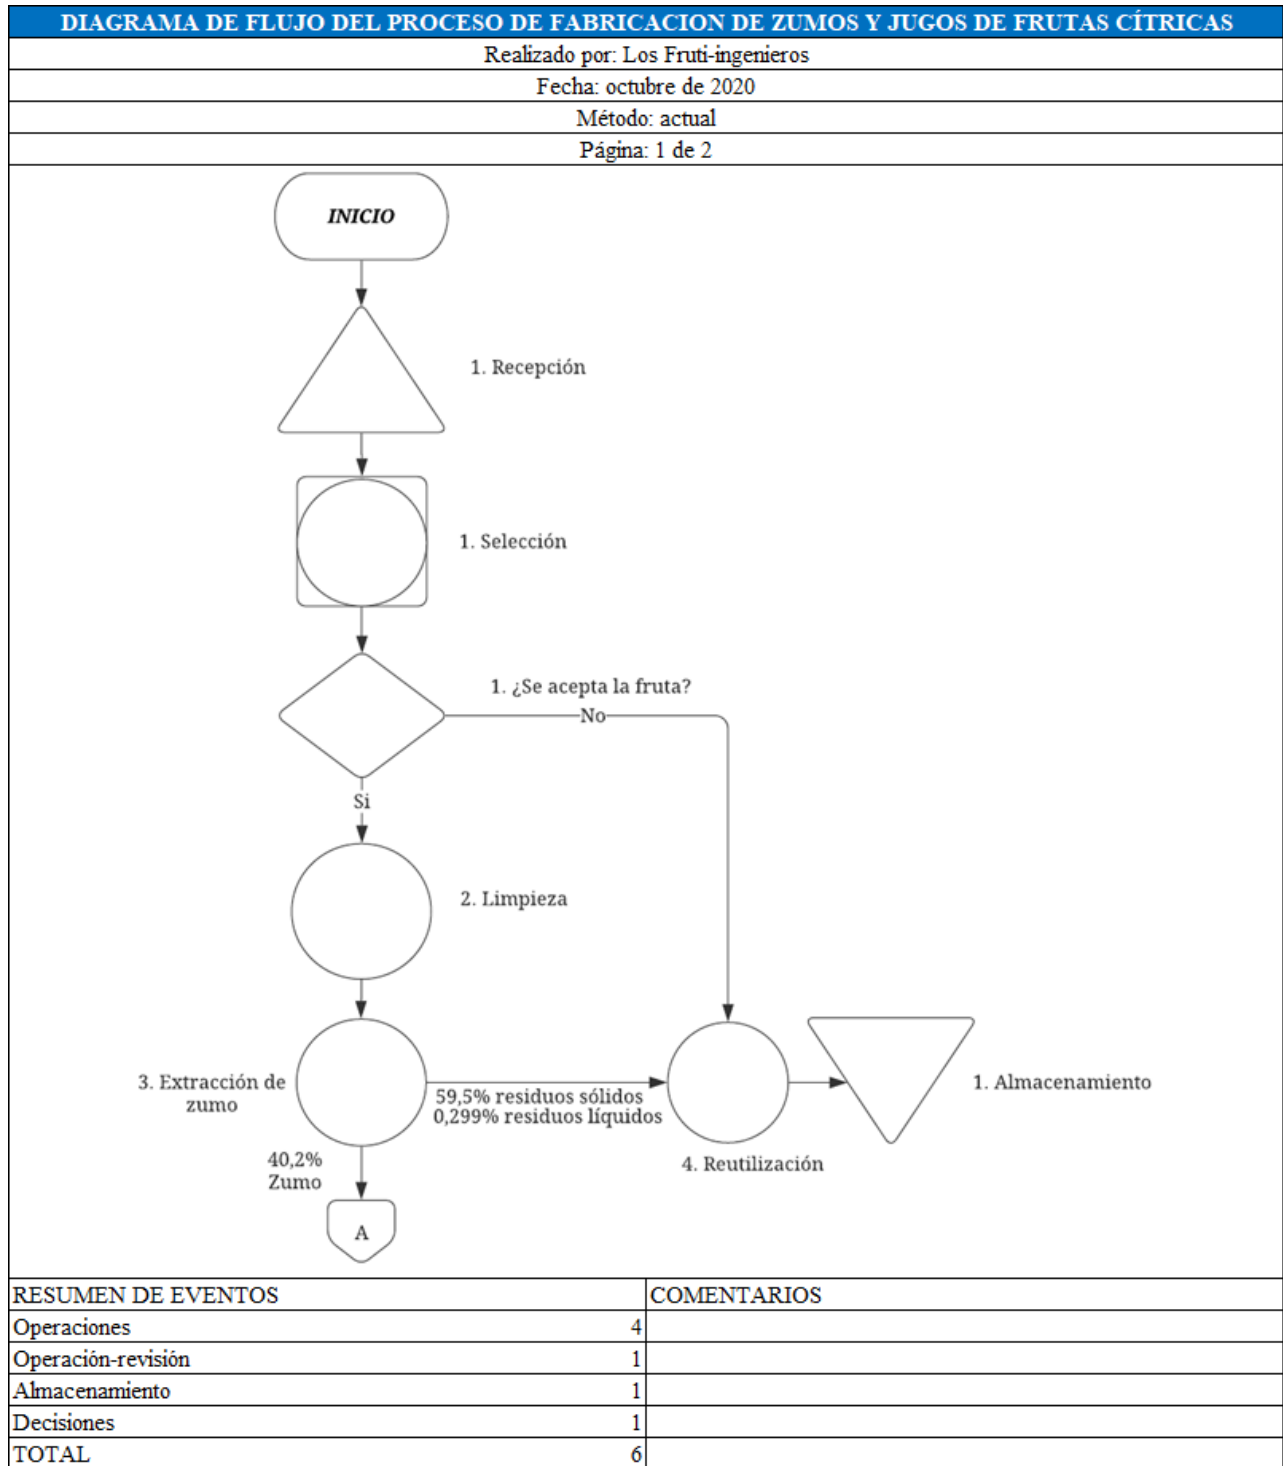 DIAGRAMA DE FLUJO DEL PROCESO DE FABRICACION DE ZUMOS Y JUGOS DE FRUTAS CÍTRICAS
Realizado por: Los Fruti-ingenieros
Fecha: octubre de 2020
Método: actual
Página: 1 de 2
INICIO
1. Recepción
1. Selección
1. ¿Se acepta la fruta?
No
Si
2. Limpieza
3. Extracción de
zumo
59,5% residuos sólidos
0,299% residuos líquidos
1. Almacenamiento
4. Reutilización
40,2%
Zumo
A
RESUMEN DE EVENTOS
COMENTARIOS
Operaciones 4
Operación-revisión 1
Almacenamiento 1
Decisiones 1
TOTAL 6